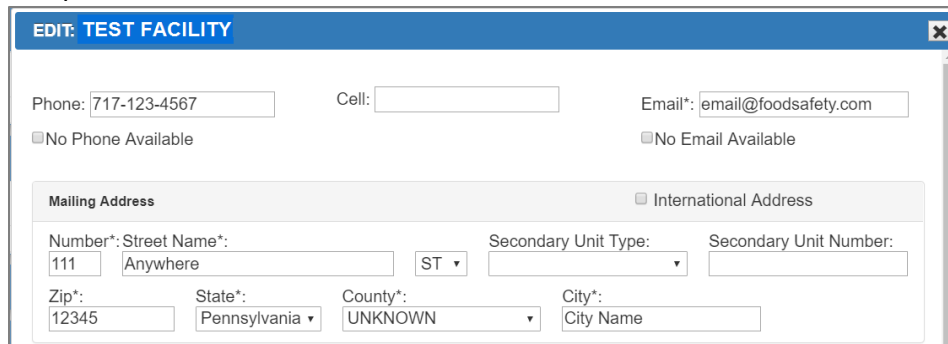 EDIT: TEST FACILITY
Phone: 717-123-4567 Cell: Email*: email@foodsafety.com
No Phone Available No Email Available
Mailing Address International Address
Number*: Street Name*: Secondary Unit Type: Secondary Unit Number:
111 Anywhere ST
Zip*: State*: County*: City*:
12345 Pennsylvania UNKNOWN City Name